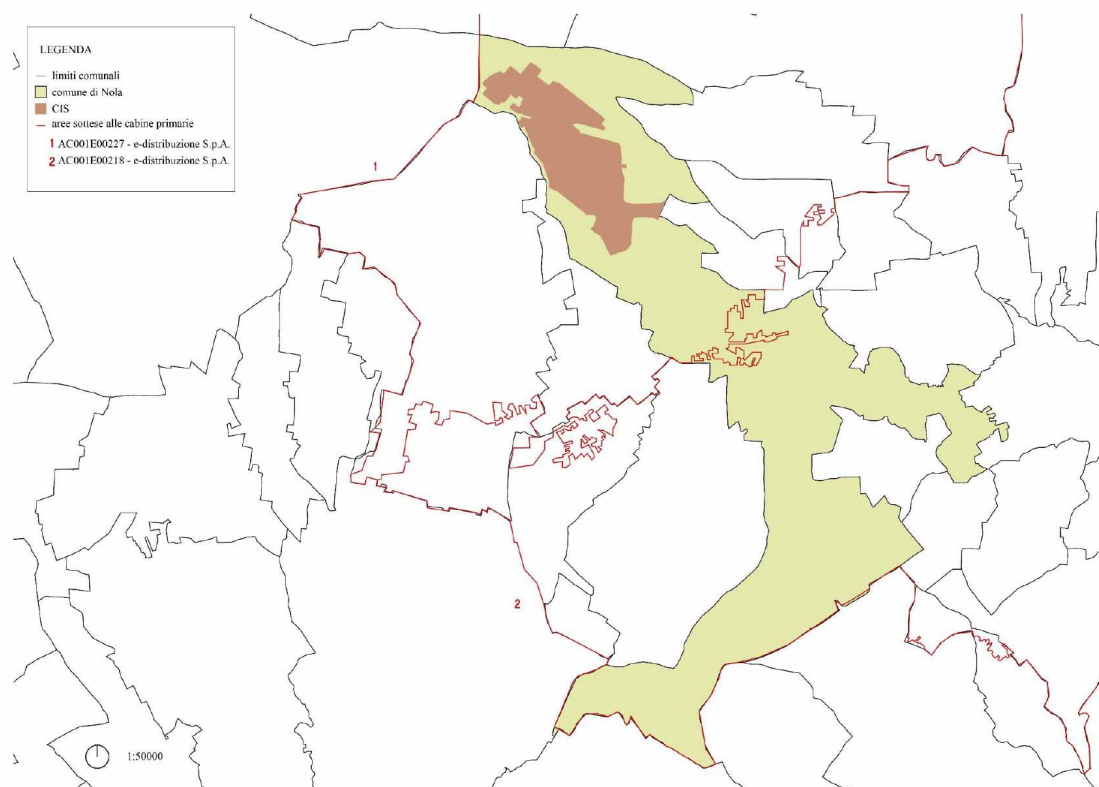 LEGENDA
limiti comunali
comune di Nola
CIS
aree sottese alle cabine primarie
1 AC001E00227 - e-distribuzione S.p.A.
2 AC001E00218 - e-distribuzione S.p.A.
1
2
1:50000